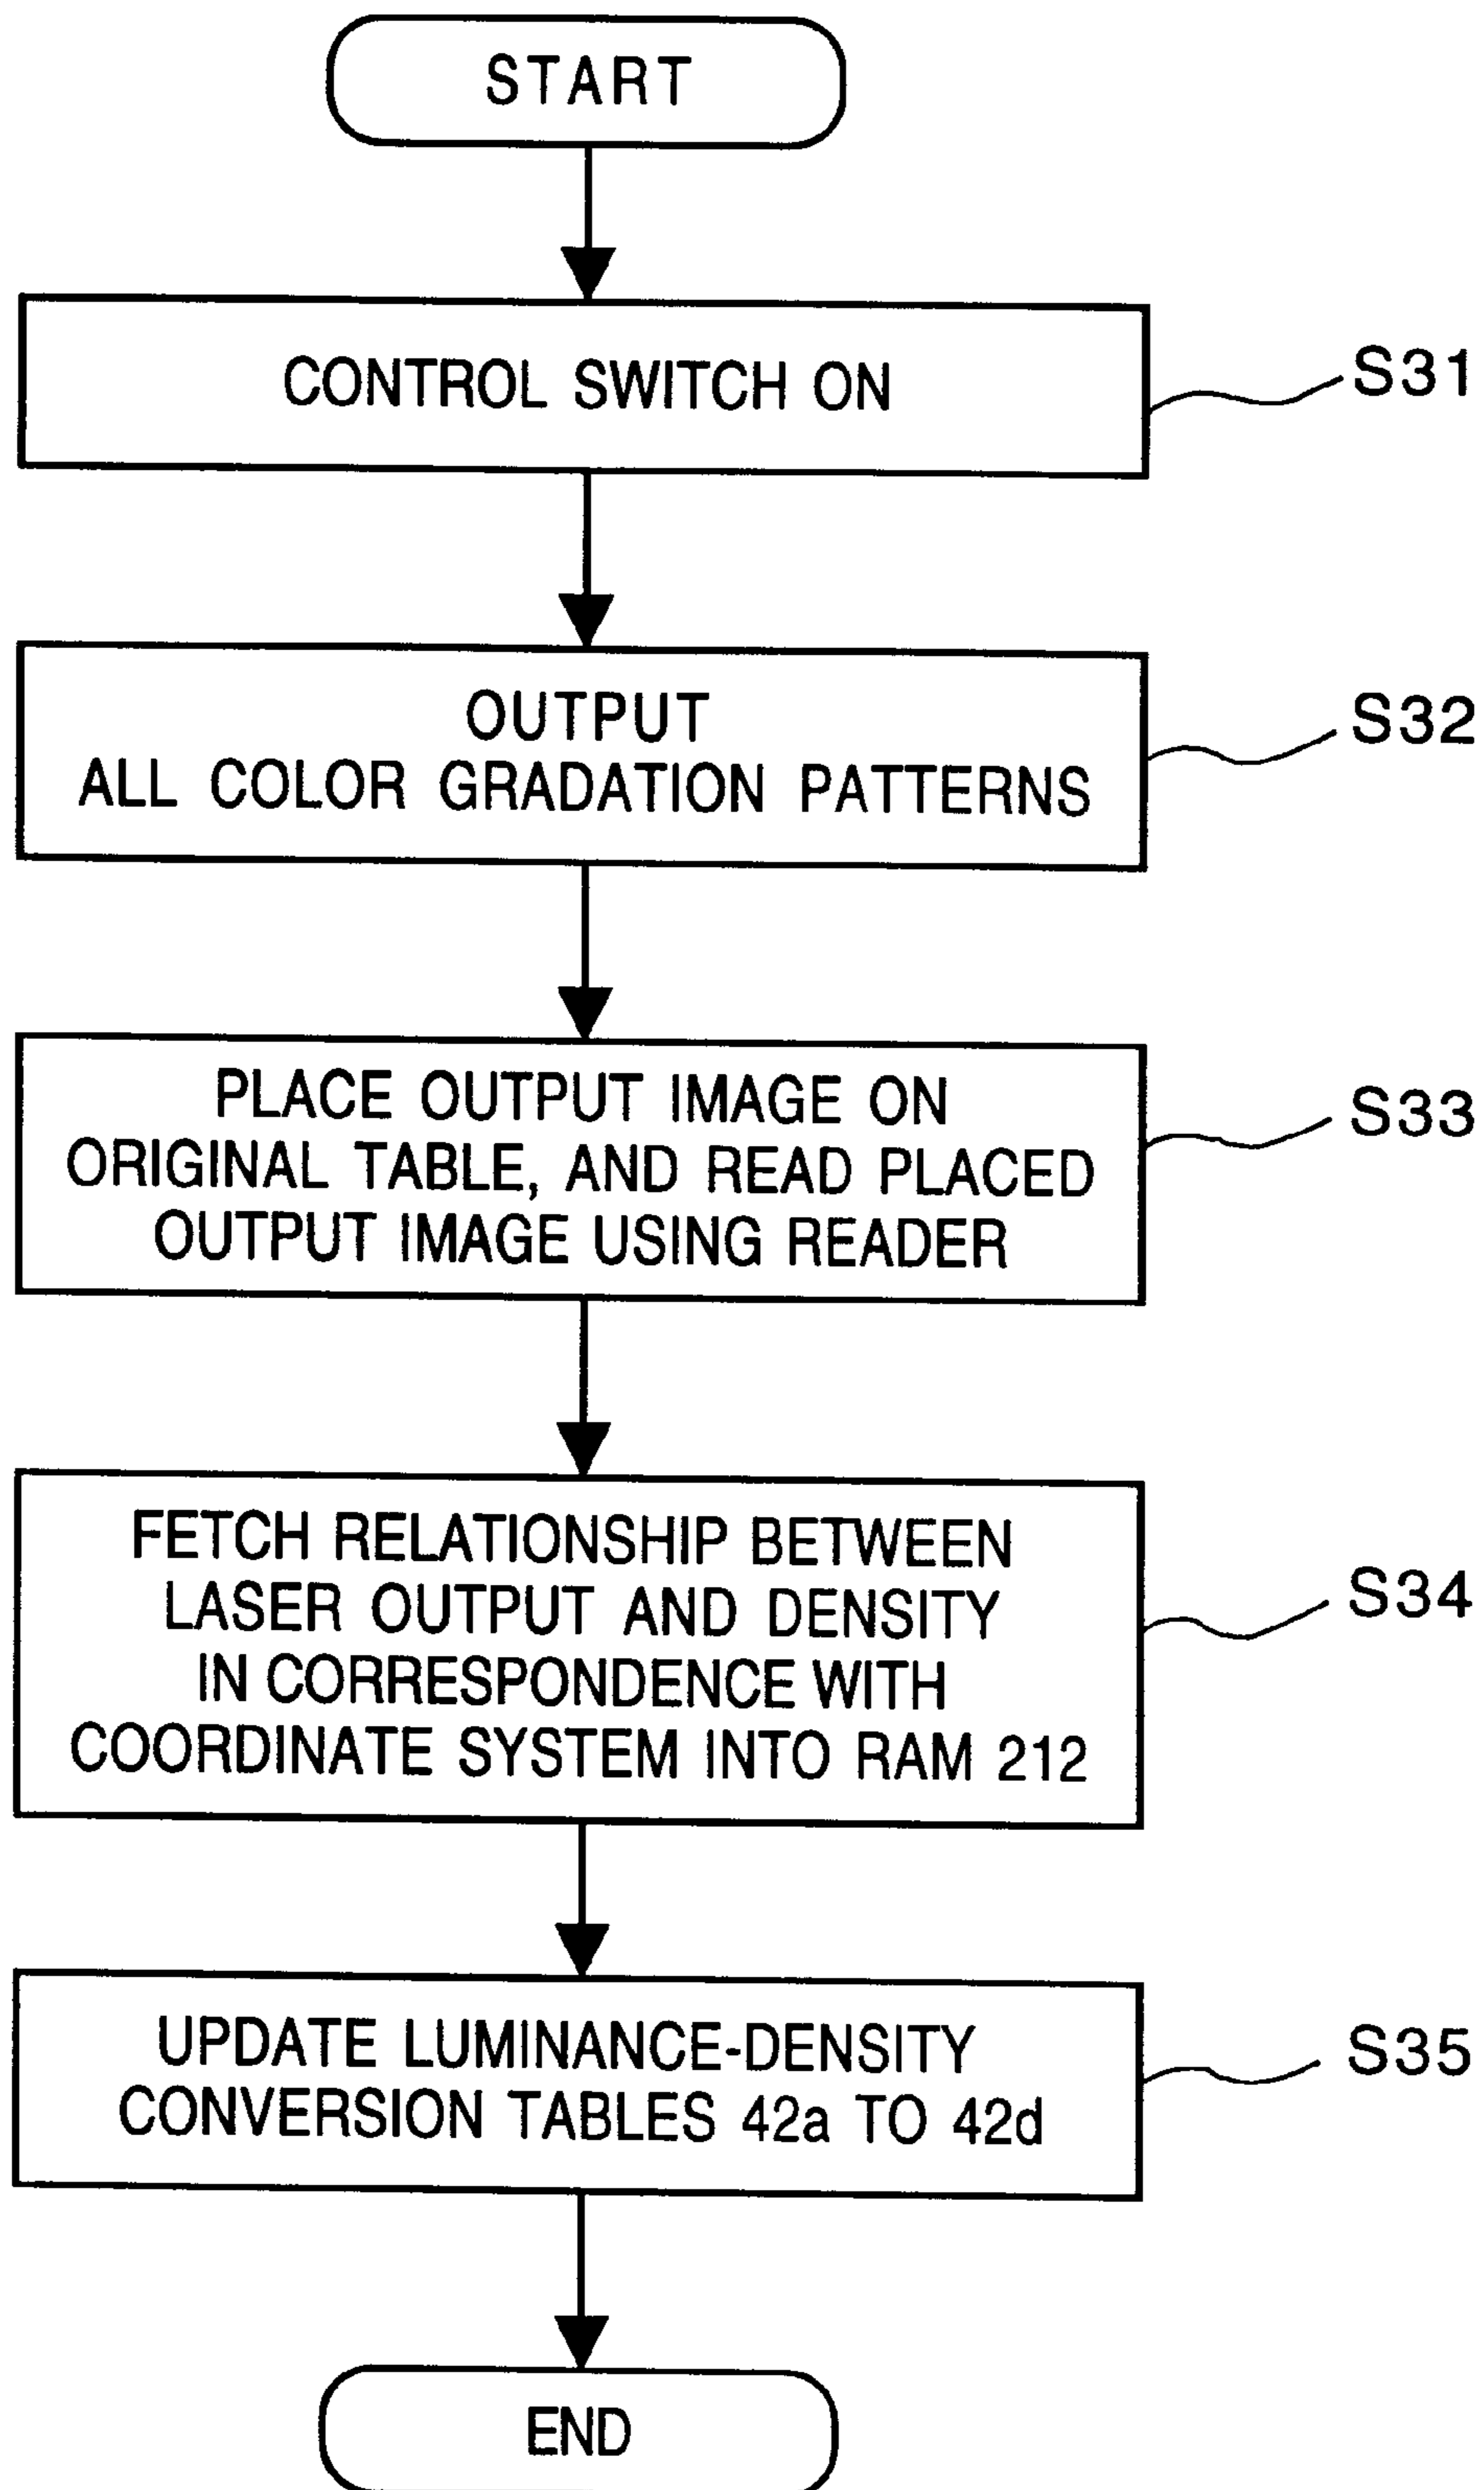 START
CONTROL SWITCH ON
S31
OUTPUT
ALL COLOR GRADATION PATTERNS
S32
PLACE OUTPUT IMAGE ON
ORIGINAL TABLE, AND READ PLACED
OUTPUT IMAGE USING READER
S33
FETCH RELATIONSHIP BETWEEN
LASER OUTPUT AND DENSITY
IN CORRESPONDENCE WITH
COORDINATE SYSTEM INTO RAM 212
S34
UPDATE LUMINANCE-DENSITY
CONVERSION TABLES 42a TO 42d
S35
END